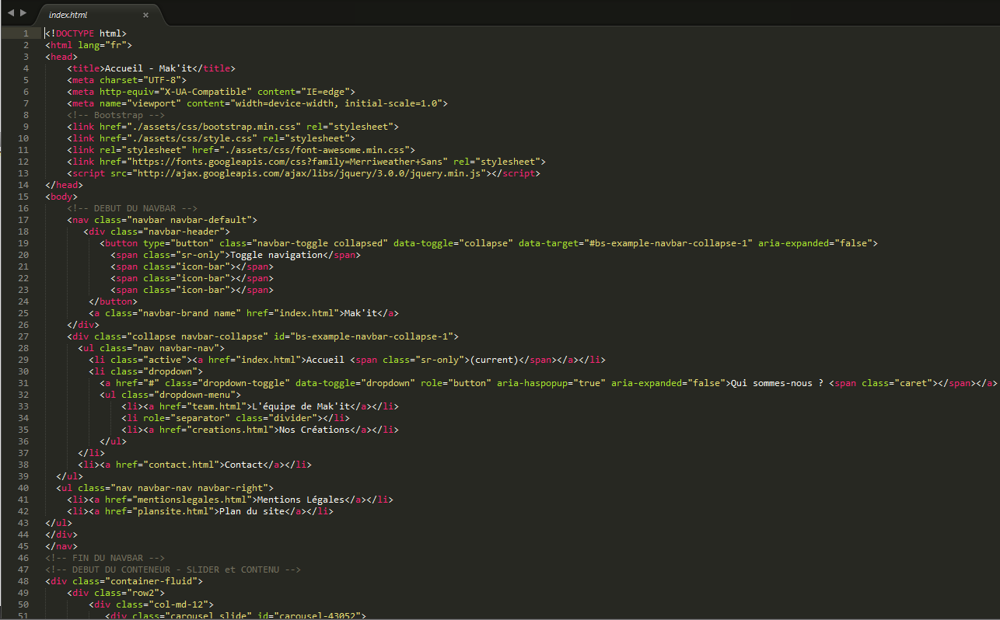 index.html ×
1 <!DOCTYPE html>
2 <html lang="fr">
3 <head>
4 <title>Accueil - Mak'it</title>
5 <meta charset="UTF-8">
6 <meta http-equiv="X-UA-Compatible" content="IE=edge">
7 <meta name="viewport" content="width=device-width, initial-scale=1.0">
8 <!-- Bootstrap -->
9 <link href="./assets/css/bootstrap.min.css" rel="stylesheet">
10 <link href="./assets/css/style.css" rel="stylesheet">
11 <link rel="stylesheet" href="./assets/css/font-awesome.min.css">
12 <link href="https://fonts.googleapis.com/css?family=Merriweather+Sans" rel="stylesheet">
13 <script src="http://ajax.googleapis.com/ajax/libs/jquery/3.0.0/jquery.min.js"></script>
14 </head>
15 <body>
16 <!-- DEBUT DU NAVBAR -->
17 <nav class="navbar navbar-default">
18 <div class="navbar-header">
19 <button type="button" class="navbar-toggle collapsed" data-toggle="collapse" data-target="#bs-example-navbar-collapse-1" aria-expanded="false">
20 <span class="sr-only">Toggle navigation</span>
21 <span class="icon-bar"></span>
22 <span class="icon-bar"></span>
23 <span class="icon-bar"></span>
24 </button>
25 <a class="navbar-brand name" href="index.html">Mak'it</a>
26 </div>
27 <div class="collapse navbar-collapse" id="bs-example-navbar-collapse-1">
28 <ul class="nav navbar-nav">
29 <li class="active"><a href="index.html">Accueil <span class="sr-only">(current)</span></a></li>
30 <li class="dropdown">
31 <a href="#" class="dropdown-toggle" data-toggle="dropdown" role="button" aria-haspopup="true" aria-expanded="false">Qui sommes-nous ? <span class="caret"></span></a>
32 <ul class="dropdown-menu">
33 <li><a href="team.html">L'équipe de Mak'it</a></li>
34 <li role="separator" class="divider"></li>
35 <li><a href="creations.html">Nos Créations</a></li>
36 </ul>
37 </li>
38 <li><a href="contact.html">Contact</a></li>
39 </ul>
40 <ul class="nav navbar-nav navbar-right">
41 <li><a href="mentionslegales.html">Mentions Légales</a></li>
42 <li><a href="plansite.html">Plan du site</a></li>
43 </ul>
44 </div>
45 </nav>
46 <!-- FIN DU NAVBAR -->
47 <!-- DEBUT DU CONTENEUR - SLIDER et CONTENU -->
48 <div class="container-fluid">
49 <div class="row2">
50 <div class="col-md-12">
51 <div class="carousel slide" id="carousel-43052">